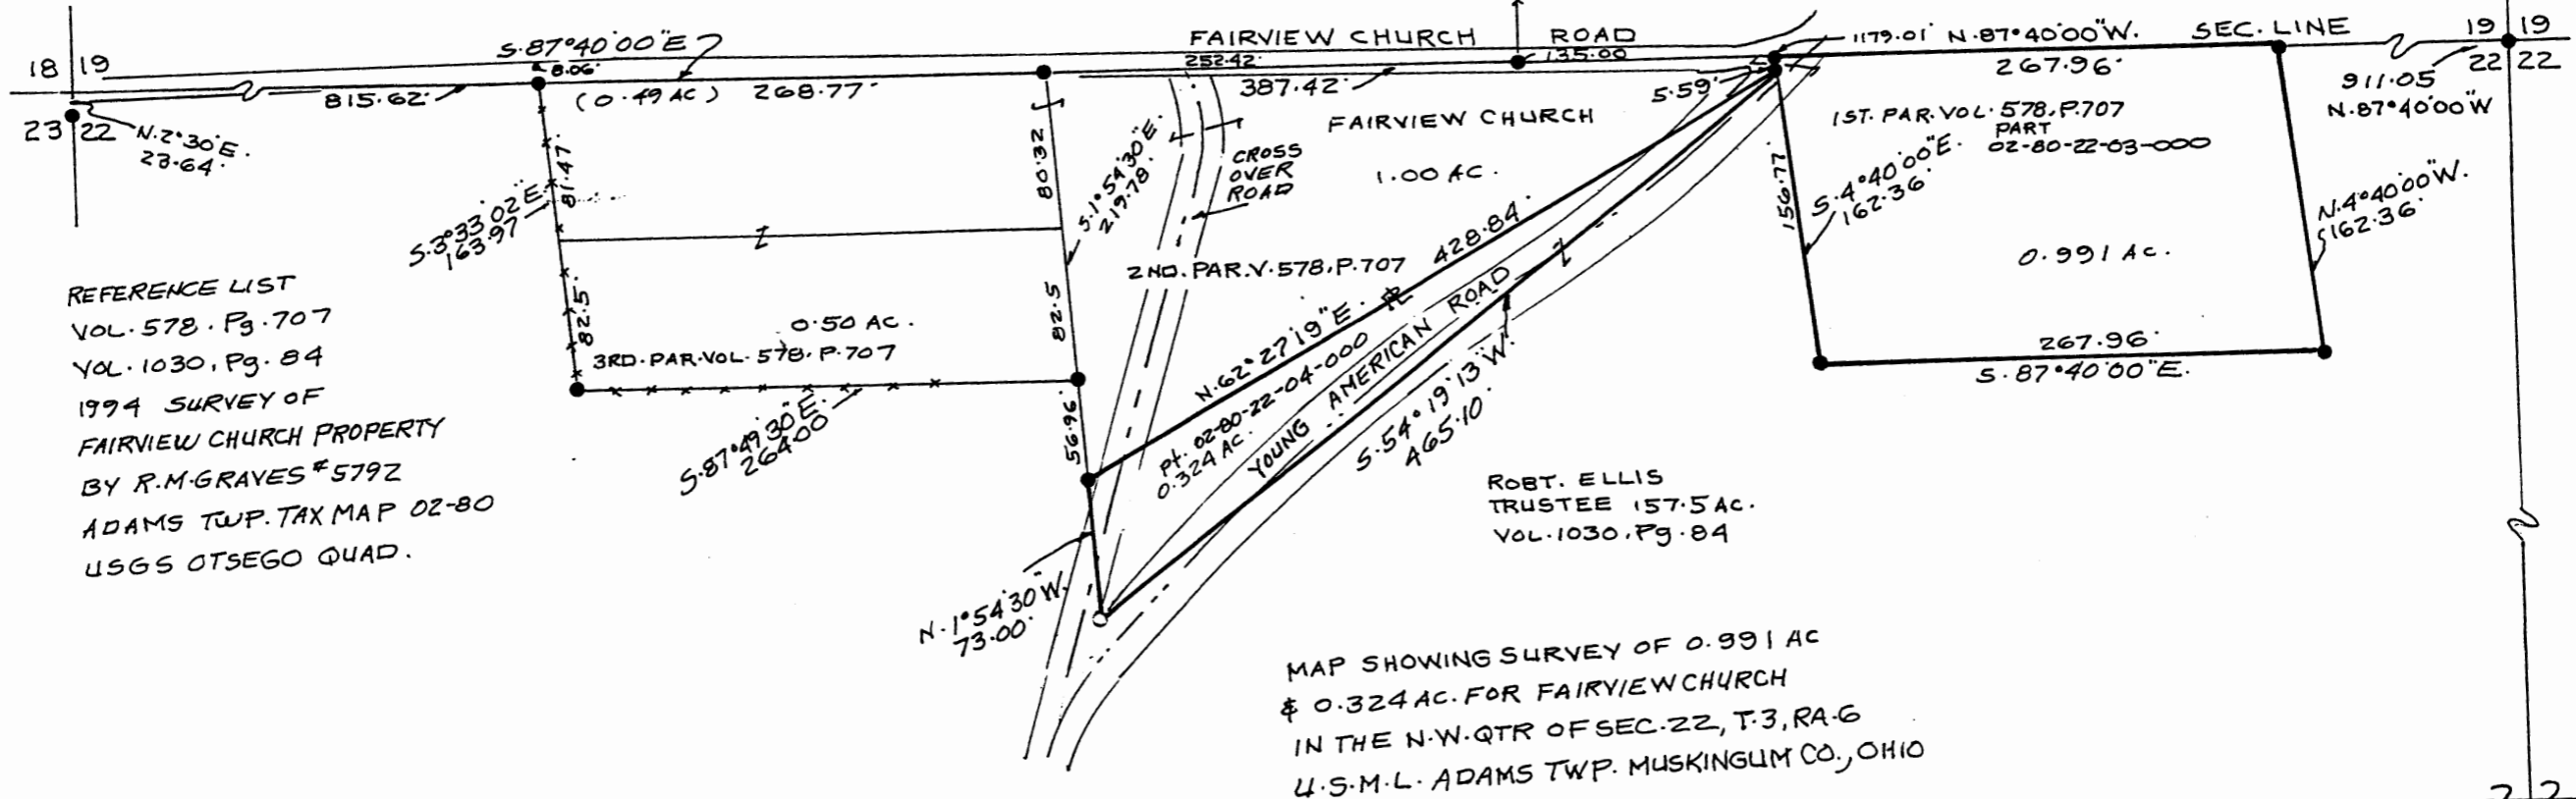 18 19
23 22
N.2°30'E.
23.64'
815.62'
S.87°40'00"E
8.06'
(0.49 AC) 268.77'
FAIRVIEW CHURCH ROAD
252.42'
135.00
387.42'
5.59'
1179.01' N.87°40'00"W. SEC. LINE
267.96'
19 19
22 22
911.05
N.87°40'00"W
S.3°33'02"E.
163.97
81.47'
82.5'
80.32
82.5
56.96'
S.1°54'30"E.
219.78'
CROSS
OVER
ROAD
FAIRVIEW CHURCH
1.00 AC.
2ND. PAR.V.578,P.707
1ST. PAR.VOL.578,P.707
PART
02-80-22-03-000
156.77'
S.4°40'00"E.
162.36'
N.4°40'00"W.
162.36'
0.991 AC.
267.96'
S.87°40'00"E.
0.50 AC.
3RD.PAR.VOL.578,P.707
S.87°49'30"E.
264.00
N.62°27'19"E.
428.84'
Pt. 02-80-22-04-000
0.324 AC.
YOUNG AMERICAN ROAD
S.54°19'13"W.
465.10'
N.1°54'30"W.
73.00'
REFERENCE LIST
VOL.578.Pg.707
VOL.1030,Pg.84
1994 SURVEY OF
FAIRVIEW CHURCH PROPERTY
BY R.M.GRAVES #5792
ADAMS TWP.TAX MAP 02-80
USGS OTSEGO QUAD.
ROBT. ELLIS
TRUSTEE 157.5 AC.
VOL.1030,Pg.84
MAP SHOWING SURVEY OF 0.991 AC
& 0.324 AC. FOR FAIRVIEW CHURCH
IN THE N.W.QTR OF SEC.22, T.3, RA-6
U.S.M.L. ADAMS TWP. MUSKINGUM CO., OHIO